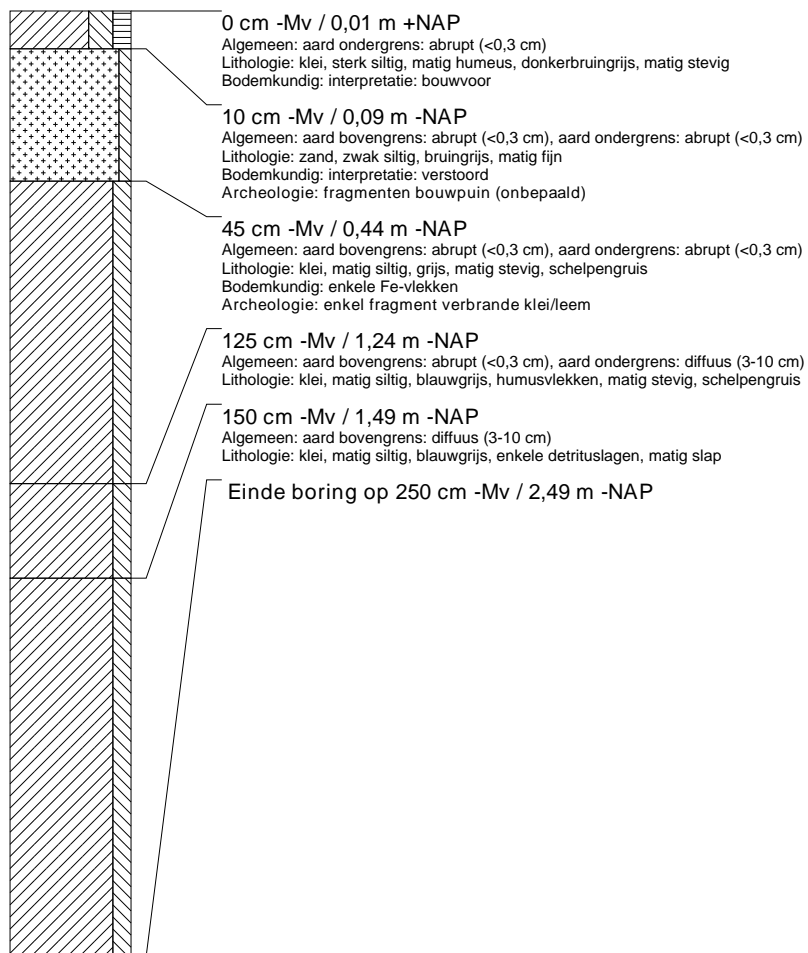 0 cm -Mv / 0,01 m +NAP
Algemeen: aard ondergrens: abrupt (<0,3 cm)
Lithologie: klei, sterk siltig, matig humeus, donkerbruingrijs, matig stevig
Bodemkundig: interpretatie: bouwvoor
10 cm -Mv / 0,09 m -NAP
Algemeen: aard bovengrens: abrupt (<0,3 cm), aard ondergrens: abrupt (<0,3 cm)
Lithologie: zand, zwak siltig, bruingrijs, matig fijn
Bodemkundig: interpretatie: verstoord
Archeologie: fragmenten bouwpuin (onbepaald)
45 cm -Mv / 0,44 m -NAP
Algemeen: aard bovengrens: abrupt (<0,3 cm), aard ondergrens: abrupt (<0,3 cm)
Lithologie: klei, matig siltig, grijs, matig stevig, schelpengruis
Bodemkundig: enkele Fe-vlekken
Archeologie: enkel fragment verbrande klei/leem
125 cm -Mv / 1,24 m -NAP
Algemeen: aard bovengrens: abrupt (<0,3 cm), aard ondergrens: diffuus (3-10 cm)
Lithologie: klei, matig siltig, blauwgrijs, humusvlekken, matig stevig, schelpengruis
150 cm -Mv / 1,49 m -NAP
Algemeen: aard bovengrens: diffuus (3-10 cm)
Lithologie: klei, matig siltig, blauwgrijs, enkele detrituslagen, matig slap
Einde boring op 250 cm -Mv / 2,49 m -NAP